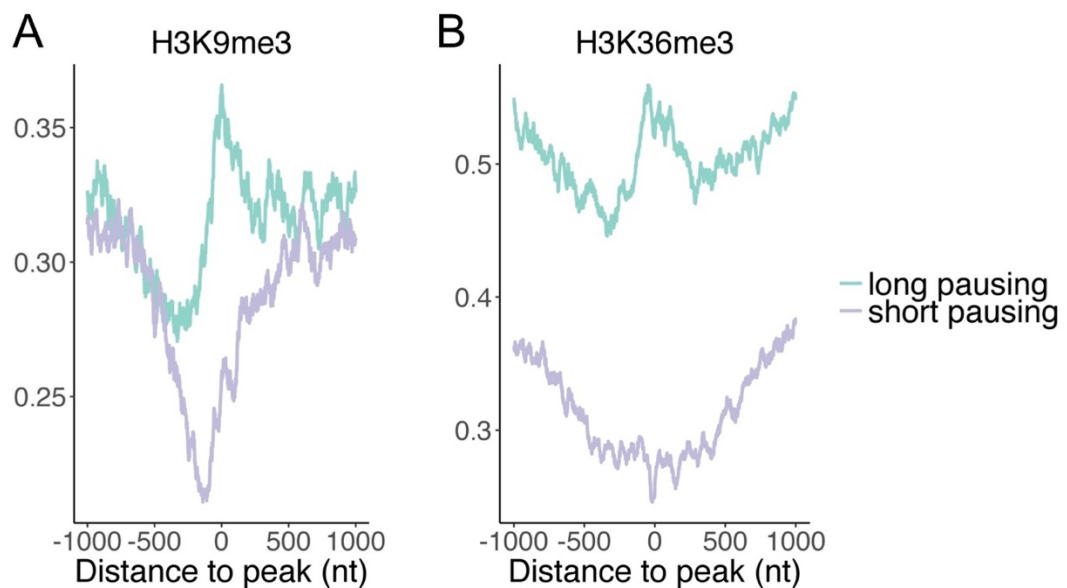 A
H3K9me3
0.35
0.30
0.25
-1000 -500 0 500 1000
Distance to peak (nt)
B
H3K36me3
0.5
0.4
0.3
-1000 -500 0 500 1000
Distance to peak (nt)
long pausing
short pausing